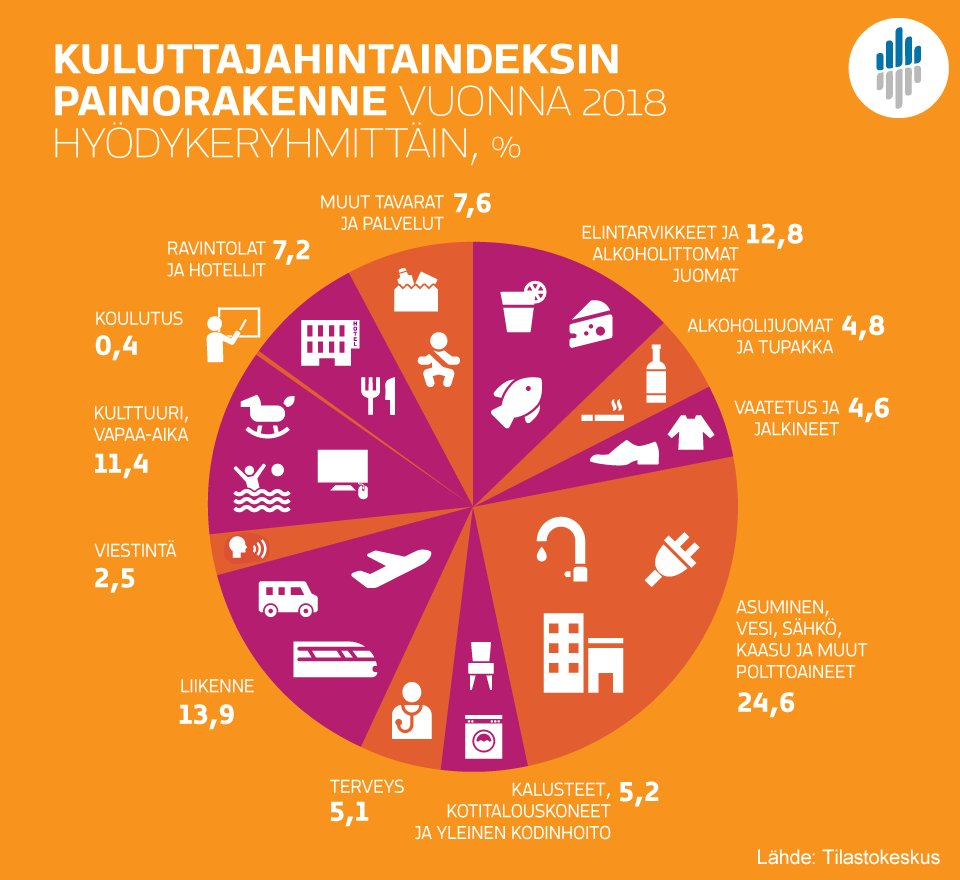 KULUTTAJAHINTAINDEKSIN
PAINORAKENNE VUONNA 2018
HYÖDYKERYHMITTÄIN, %
MUUT TAVARAT 7,6
JA PALVELUT
ELINTARVIKKEET JA 12,8
ALKOHOLITTOMAT
JUOMAT
ALKOHOLIJUOMAT 4,8
JA TUPAKKA
VAATETUS JA 4,6
JALKINEET
ASUMINEN,
VESI, SÄHKÖ,
KAASU JA MUUT
POLTTOAINEET
24,6
KALUSTEET, 5,2
KOTITALOUSKONEET
JA YLEINEN KODINHOITO
TERVEYS
5,1
LIIKENNE
13,9
VIESTINTÄ
2,5
KULTTUURI,
VAPAA-AIKA
11,4
KOULUTUS
0,4
RAVINTOLAT 7,2
JA HOTELLIT
HOTEL
Lähde: Tilastokeskus